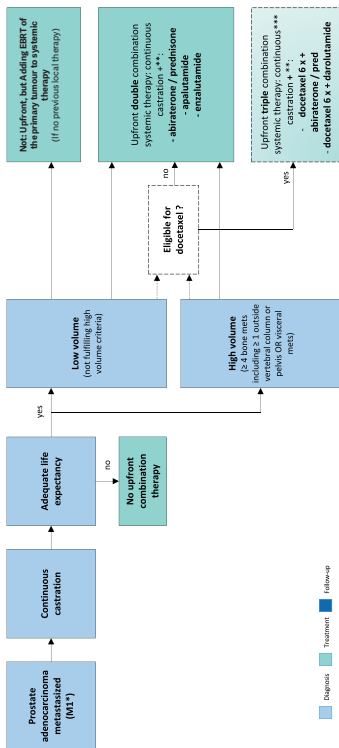 Prostate
adenocarcinoma
metastasized
(M1*)
Continuous
castration
Adequate life
expectancy
no
No upfront
combination
therapy
yes
Low volume
(not fulfilling high
volume criteria)
High volume
(≥ 4 bone mets
including ≥ 1 outside
vertebral column or
pelvis OR visceral
mets)
Eligible for
docetaxel ?
no
yes
Not: Upfront, but Adding EBRT of
the primary tumour to systemic
therapy
(If no previous local therapy)
Upfront double combination
systemic therapy: continuous
castration +**:
- abiraterone / prednisone
- apalutamide
- enzalutamide
Upfront triple combination
systemic therapy: continuous***
castration + **:
- docetaxel 6 x +
abiraterone / pred
- docetaxel 6 x + darolutamide
Diagnosis
Treatment
Follow-up